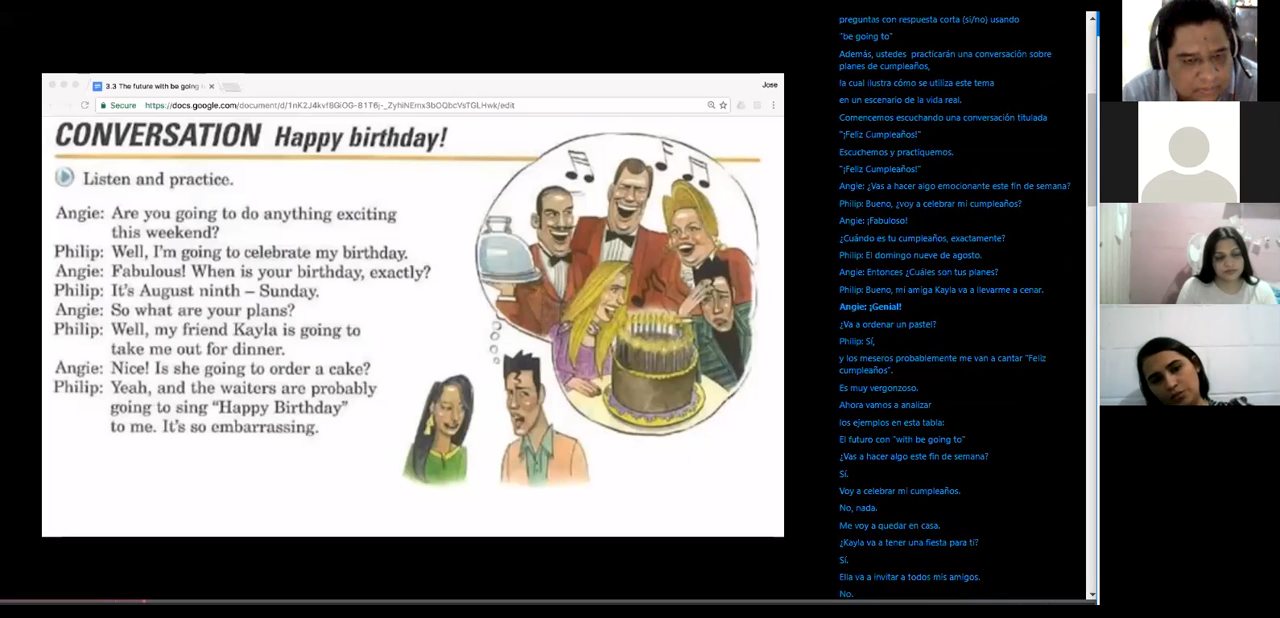 3.3 The future with be going
Jose
Secure
CONVERSATION Happy birthday!
Listen and practice.
Angie: Are you going to do anything exciting
this weekend?
Philip: Well, I'm going to celebrate my birthday.
Angie: Fabulous! When is your birthday, exactly?
Philip: It's August ninth – Sunday.
Angie: So what are your plans?
Philip: Well, my friend Kayla is going to
take me out for dinner.
Angie: Nice! Is she going to order a cake?
Philip: Yeah, and the waiters are probably
going to sing "Happy Birthday"
to me. It's so embarrassing.
preguntas con respuesta corta (si/no) usando
"be going to"
Además, ustedes practicarán una conversación sobre
planes de cumpleaños,
la cual ilustra cómo se utiliza este tema
en un escenario de la vida real.
Comencemos escuchando una conversación titulada
"¡Feliz Cumpleaños!"
Escuchemos y practiquemos.
"¡Feliz Cumpleaños!"
Angie: ¿Vas a hacer algo emocionante este fin de semana?
Philip: Bueno, ¿voy a celebrar mi cumpleaños?
Angie: ¡Fabuloso!
¿Cuándo es tu cumpleaños, exactamente?
Philip: El domingo nueve de agosto.
Angie: Entonces ¿Cuáles son tus planes?
Philip: Bueno, mi amiga Kayla va a llevarme a cenar.
Angie: ¡Genial!
¿Va a ordenar un pastel?
Philip: Sí,
y los meseros probablemente me van a cantar "Feliz
cumpleaños".
Es muy vergonzoso.
Ahora vamos a analizar
los ejemplos en esta tabla:
El futuro con "with be going to"
¿Vas a hacer algo este fin de semana?
Sí.
Voy a celebrar mi cumpleaños.
No, nada.
Me voy a quedar en casa.
¿Kayla va a tener una fiesta para ti?
Sí.
Ella va a invitar a todos mis amigos.
No.